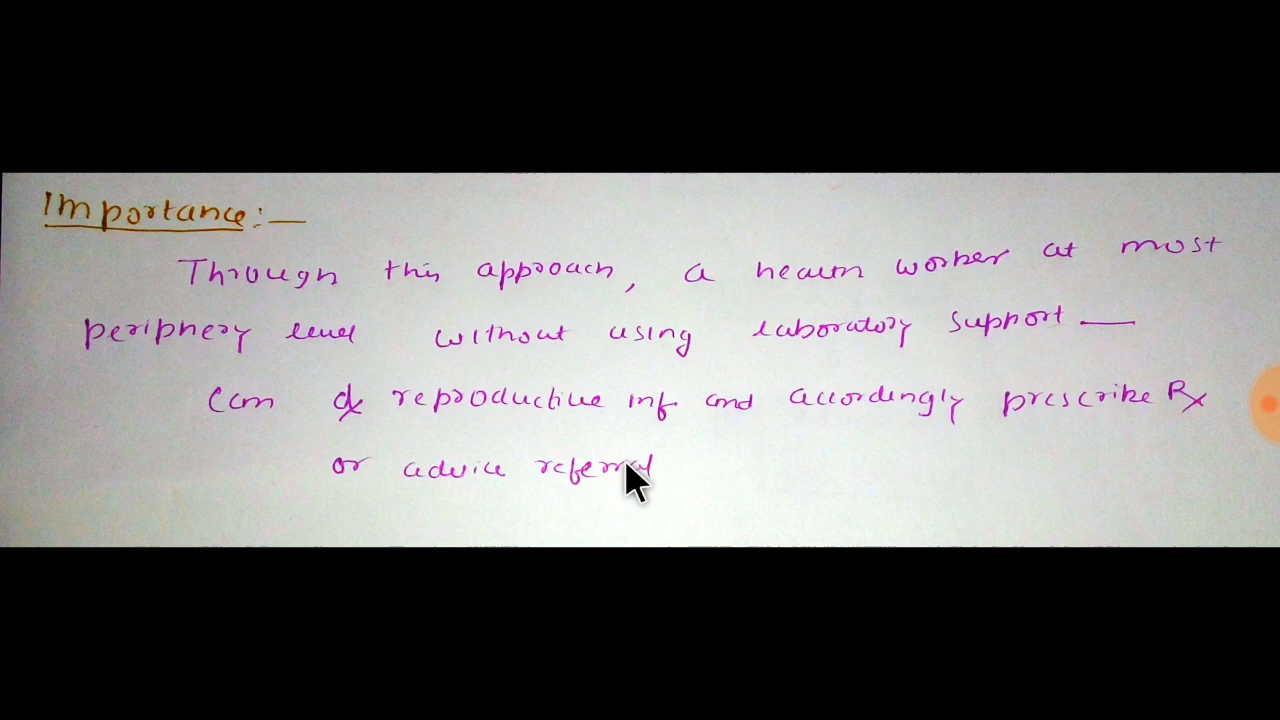 Importance:—
Through this approach, a health worker at most
periphery level without using laboratory support —
Can dx reproductive inf and accordingly prescribe Rx
or advice referral